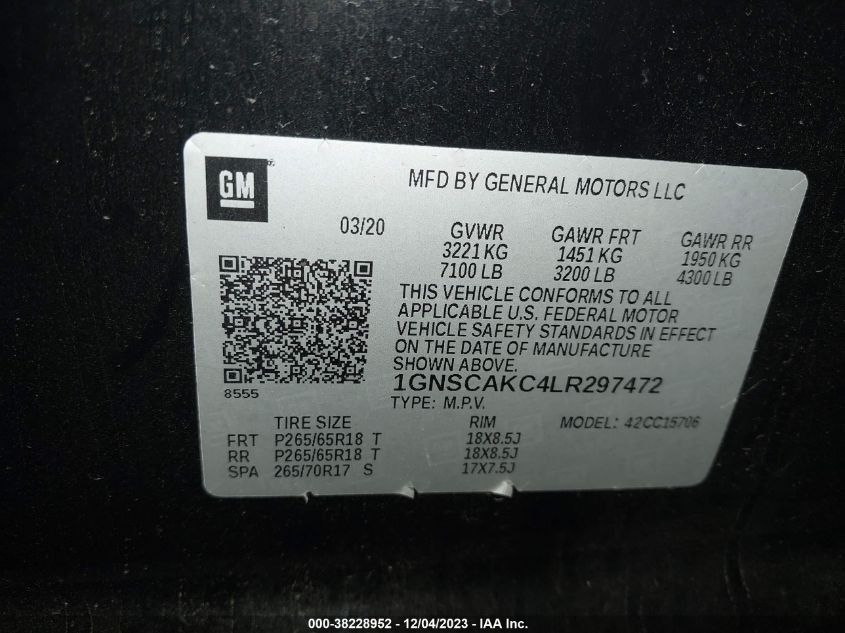 GM®
MFD BY GENERAL MOTORS LLC
03/20
GVWR
3221 KG
7100 LB
GAWR FRT
1451 KG
3200 LB
GAWR RR
1950 KG
4300 LB
8555
THIS VEHICLE CONFORMS TO ALL
APPLICABLE U.S. FEDERAL MOTOR
VEHICLE SAFETY STANDARDS IN EFFECT
ON THE DATE OF MANUFACTURE
SHOWN ABOVE.
1GNSCAKC4LR297472
TYPE: M.P.V.
TIRE SIZE RIM MODEL: 42CC15706
FRT P265/65R18 T 18X8.5J
RR P265/65R18 T 18X8.5J
SPA 265/70R17 S 17X7.5J
000-38228952 - 12/04/2023 - IAA Inc.